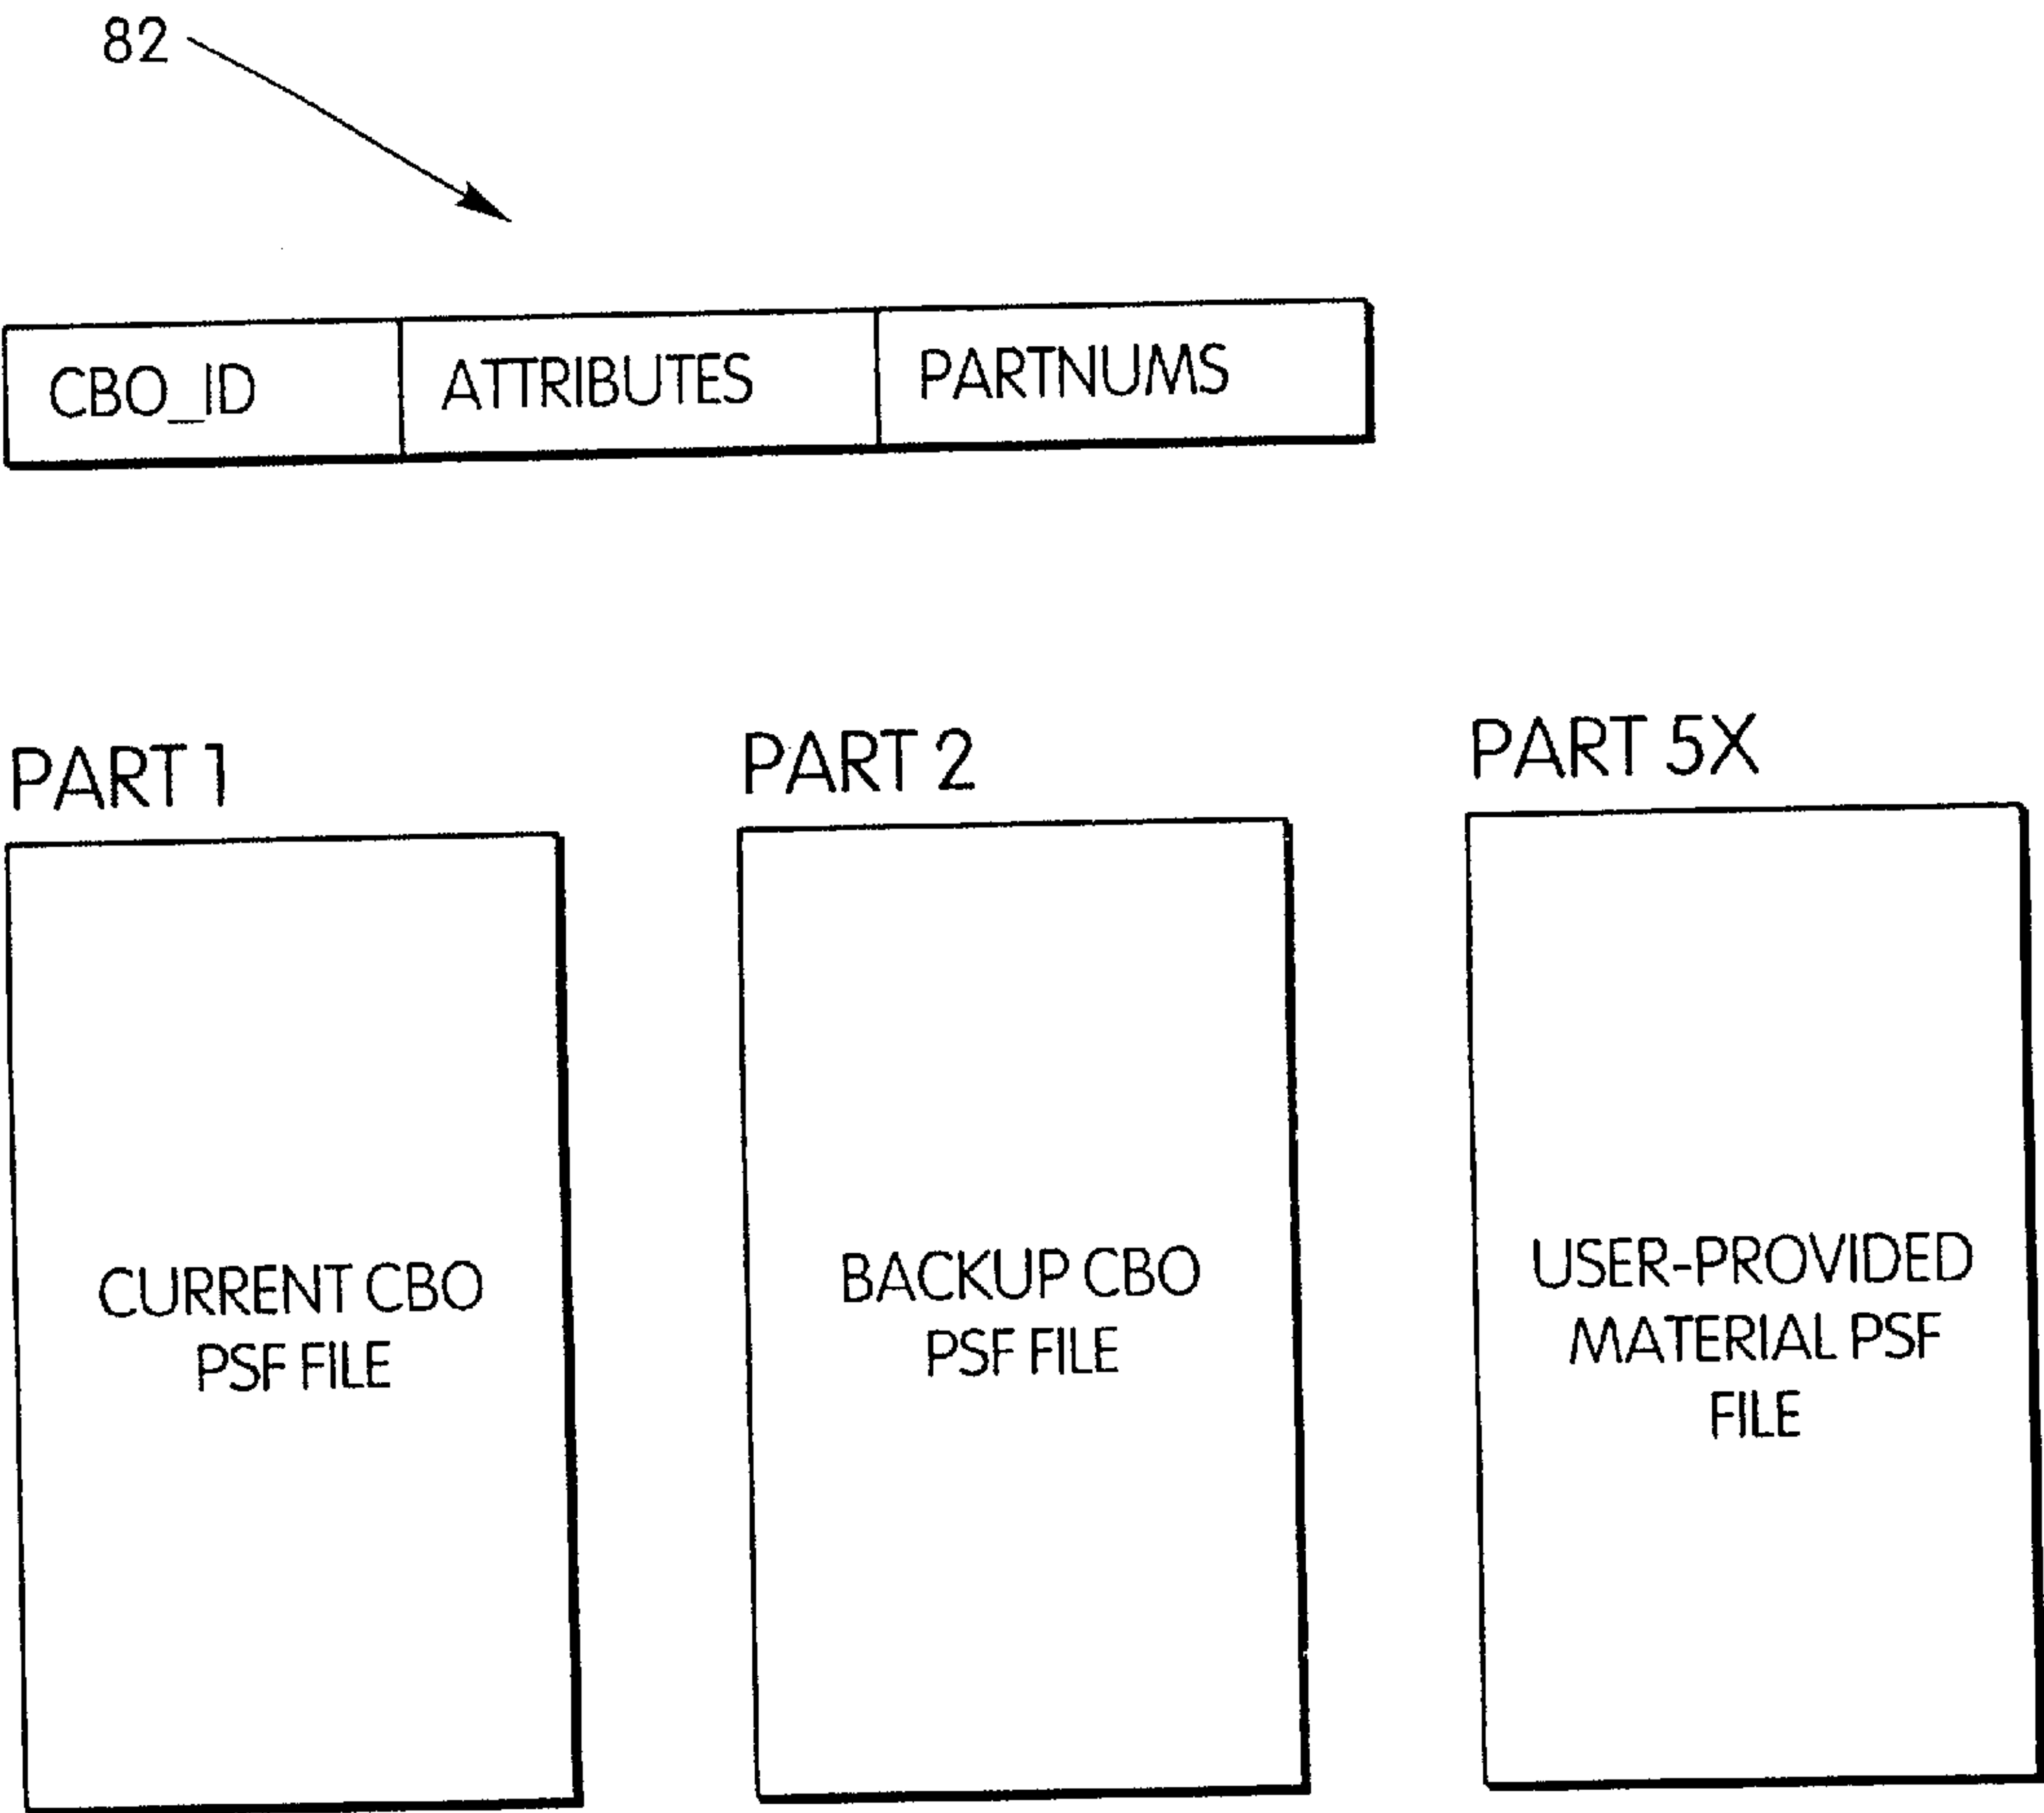 82
CBO_ID ATTRIBUTES PARTNUMS
PART 1 PART 2 PART 5X
CURRENT CBO
PSF FILE
BACKUP CBO
PSF FILE
USER-PROVIDED
MATERIAL PSF
FILE